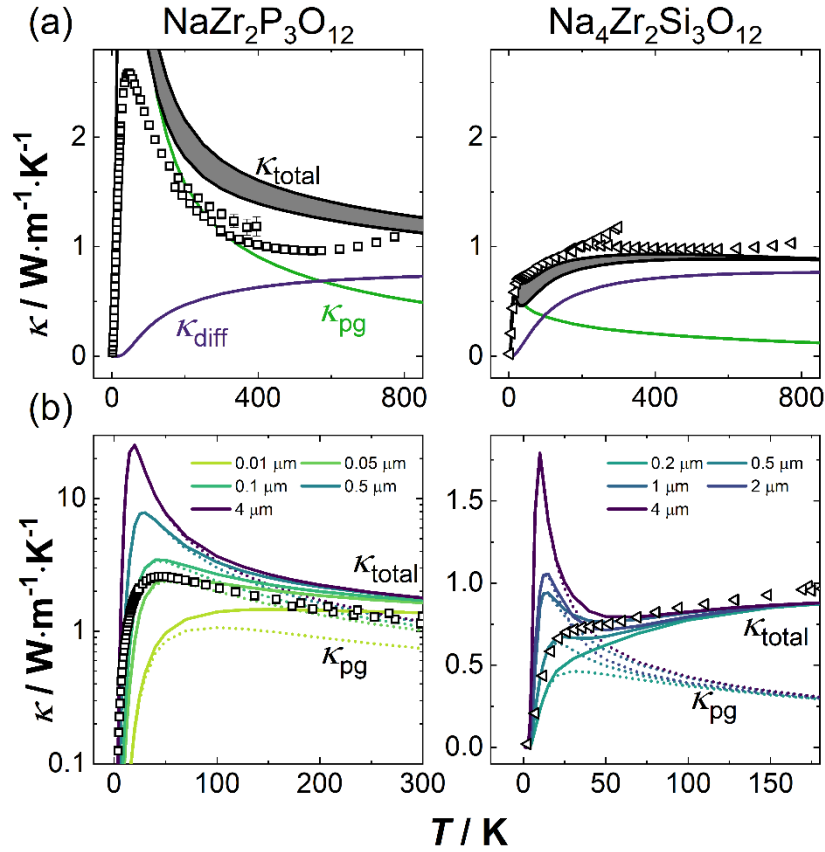 (a)
NaZr₂P₃O₁₂
Na₄Zr₂Si₃O₁₂
κ / W·m⁻¹·K⁻¹
2
1
0
κtotal
κdiff
κpg
0 400 800
2
1
0
0 400 800
(b)
κ / W·m⁻¹·K⁻¹
10
1
0.1
0.01 μm 0.05 μm
0.1 μm 0.5 μm
4 μm
κtotal
κpg
0 100 200 300
1.5
1.0
0.5
0.0
0.2 μm 0.5 μm
1 μm 2 μm
4 μm
κtotal
κpg
0 50 100 150
T / K